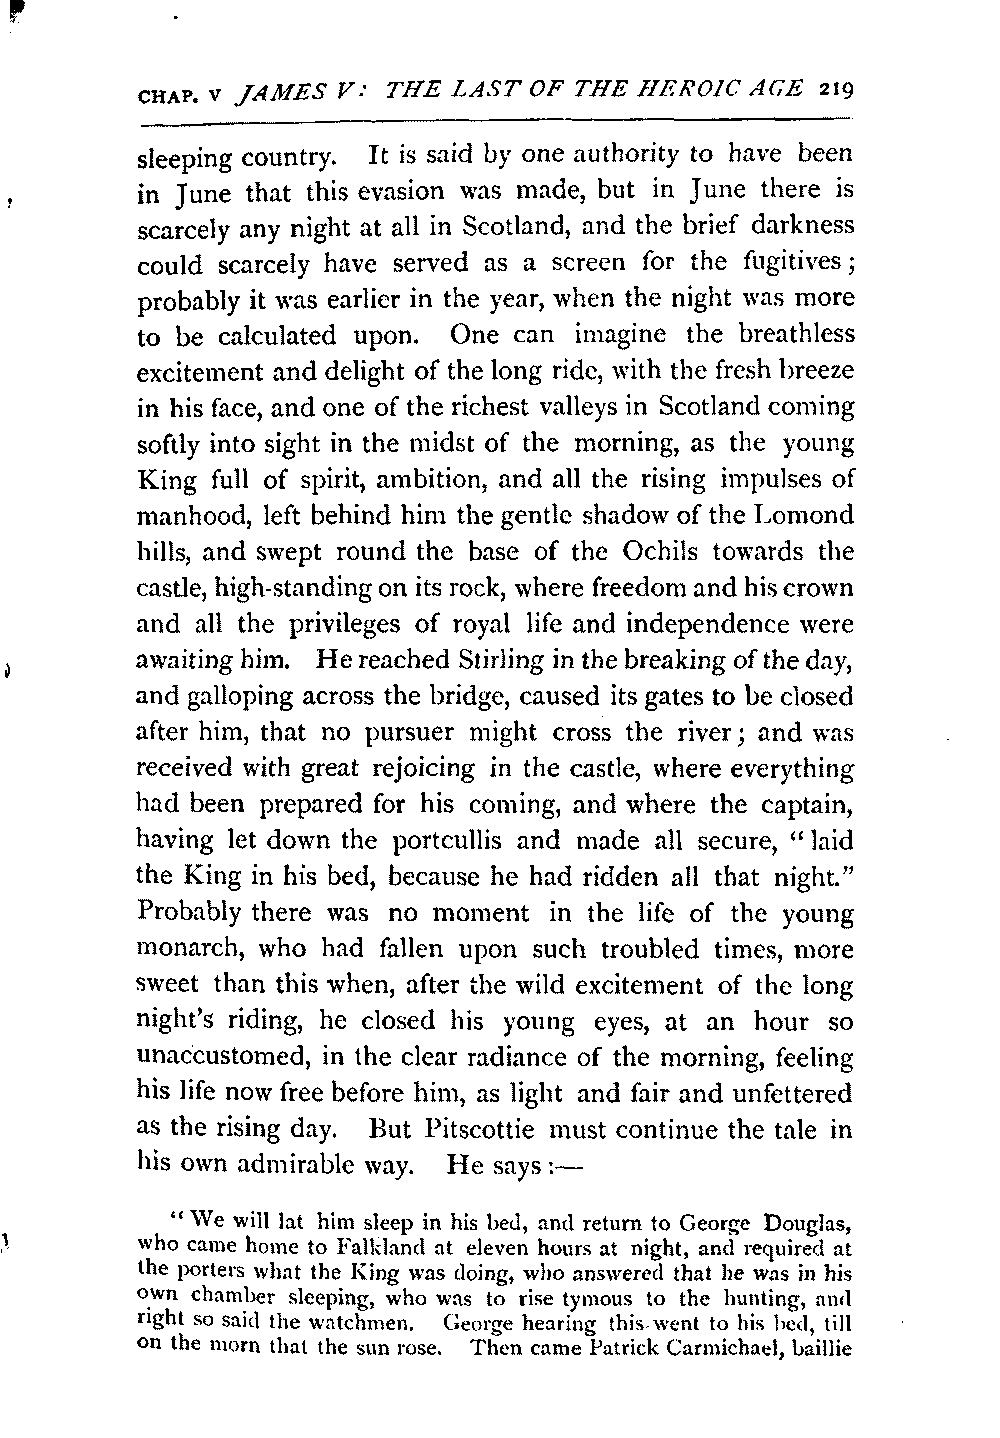 CHAP. V JAMES V: THE LAST OF THE HEROIC AGE 219
sleeping country. It is said by one authority to have been
in June that this evasion was made, but in June there is
scarcely any night at all in Scotland, and the brief darkness
could scarcely have served as a screen for the fugitives;
probably it was earlier in the year, when the night was more
to be calculated upon. One can imagine the breathless
excitement and delight of the long ride, with the fresh breeze
in his face, and one of the richest valleys in Scotland coming
softly into sight in the midst of the morning, as the young
King full of spirit, ambition, and all the rising impulses of
manhood, left behind him the gentle shadow of the Lomond
hills, and swept round the base of the Ochils towards the
castle, high-standing on its rock, where freedom and his crown
and all the privileges of royal life and independence were
awaiting him. He reached Stirling in the breaking of the day,
and galloping across the bridge, caused its gates to be closed
after him, that no pursuer might cross the river; and was
received with great rejoicing in the castle, where everything
had been prepared for his coming, and where the captain,
having let down the portcullis and made all secure, “laid
the King in his bed, because he had ridden all that night.”
Probably there was no moment in the life of the young
monarch, who had fallen upon such troubled times, more
sweet than this when, after the wild excitement of the long
night's riding, he closed his young eyes, at an hour so
unaccustomed, in the clear radiance of the morning, feeling
his life now free before him, as light and fair and unfettered
as the rising day. But Pitscottie must continue the tale in
his own admirable way. He says:—
“We will lat him sleep in his bed, and return to George Douglas,
who came home to Falkland at eleven hours at night, and required at
the porters what the King was doing, who answered that he was in his
own chamber sleeping, who was to rise tymous to the hunting, and
right so said the watchmen. George hearing this went to his bed, till
on the morn that the sun rose. Then came Patrick Carmichael, baillie